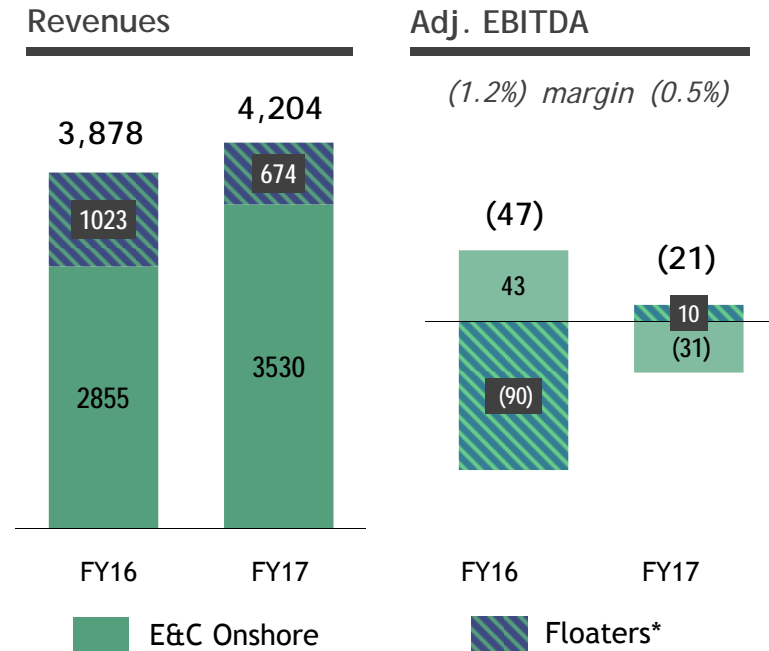 Revenues
3,878
4,204
1023
674
2855
3530
FY16
FY17
Adj. EBITDA
(1.2%) margin (0.5%)
(47)
(21)
43
10
(90)
(31)
FY16
FY17
E&C Onshore
Floaters*